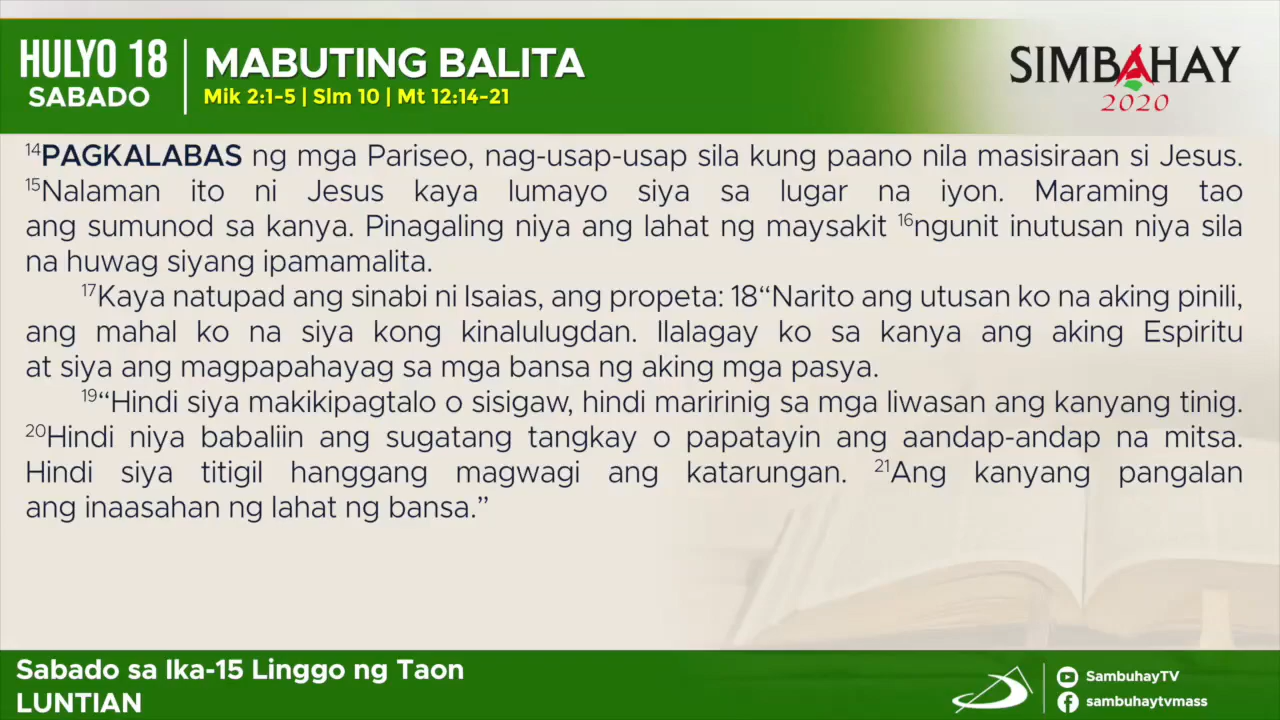 HULYO 18
SABADO
MABUTING BALITA
Mik 2:1-5 | Slm 10 | Mt 12:14-21
SIMBAHAY
2020
¹⁴PAGKALABAS ng mga Pariseo, nag-usap-usap sila kung paano nila masisiraan si Jesus.
¹⁵Nalaman ito ni Jesus kaya lumayo siya sa lugar na iyon. Maraming tao
ang sumunod sa kanya. Pinagaling niya ang lahat ng maysakit ¹⁶ngunit inutusan niya sila
na huwag siyang ipamamalita.
¹⁷Kaya natupad ang sinabi ni Isaias, ang propeta: 18“Narito ang utusan ko na aking pinili,
ang mahal ko na siya kong kinalulugdan. Ilalagay ko sa kanya ang aking Espiritu
at siya ang magpapahayag sa mga bansa ng aking mga pasya.
¹⁹“Hindi siya makikipagtalo o sisigaw, hindi maririnig sa mga liwasan ang kanyang tinig.
²⁰Hindi niya babaliin ang sugatang tangkay o papatayin ang aandap-andap na mitsa.
Hindi siya titigil hanggang magwagi ang katarungan. ²¹Ang kanyang pangalan
ang inaasahan ng lahat ng bansa.”
Sabado sa Ika-15 Linggo ng Taon
LUNTIAN
SambuhayTV
sambuhaytvmass